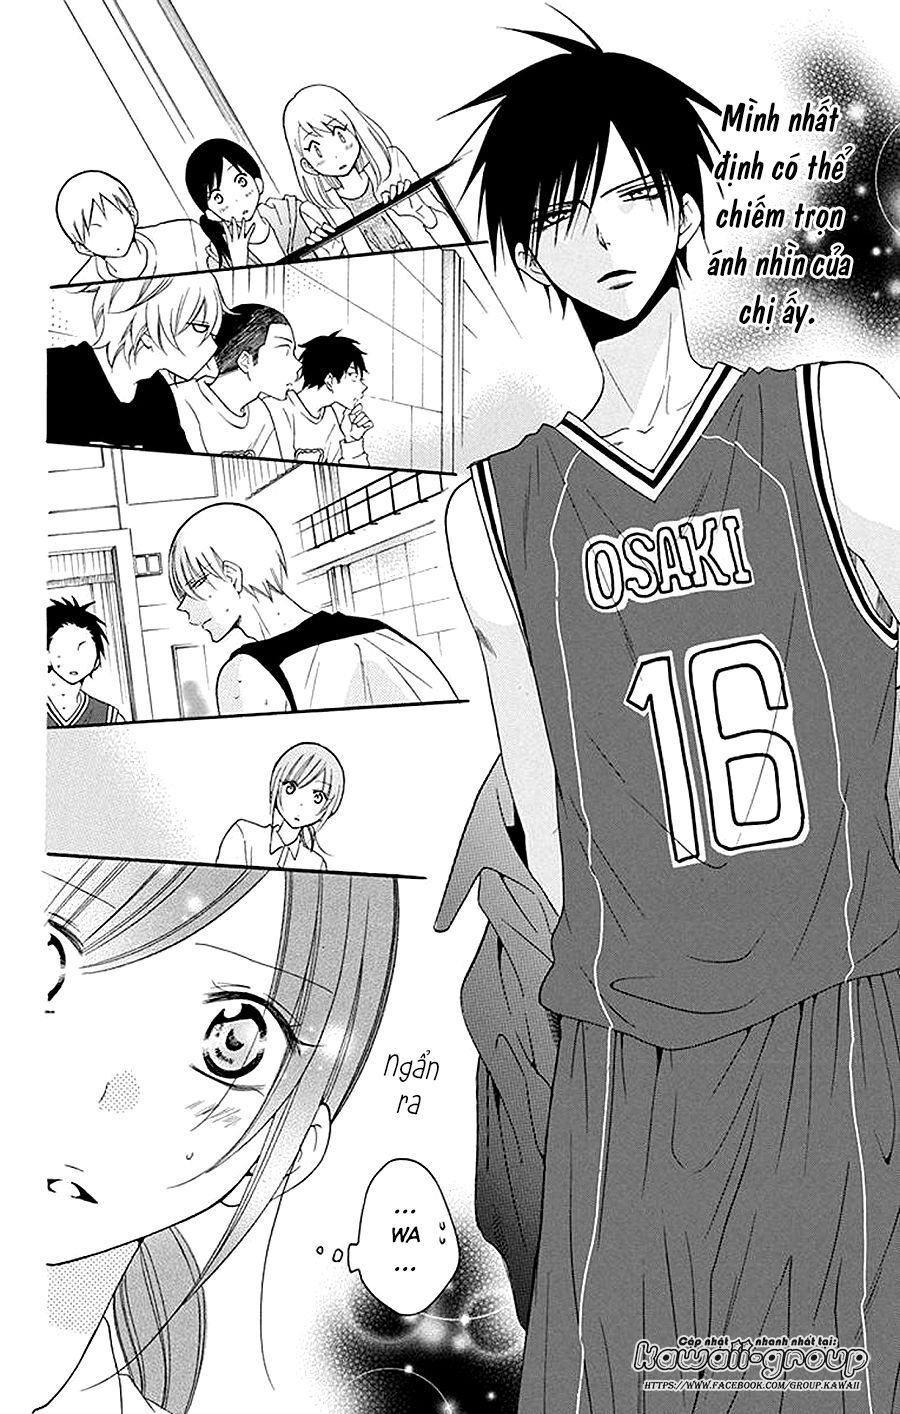 Mình nhất
định có thể
chiếm trọn
ánh nhìn của
chị ấy.
OSAKI
16
Ngẩn
ra
...
WA
...
Cập nhật nhanh nhất tại:
kawaii-group
HTTPS://WWW.FACEBOOK.COM/GROUP.KAWAII